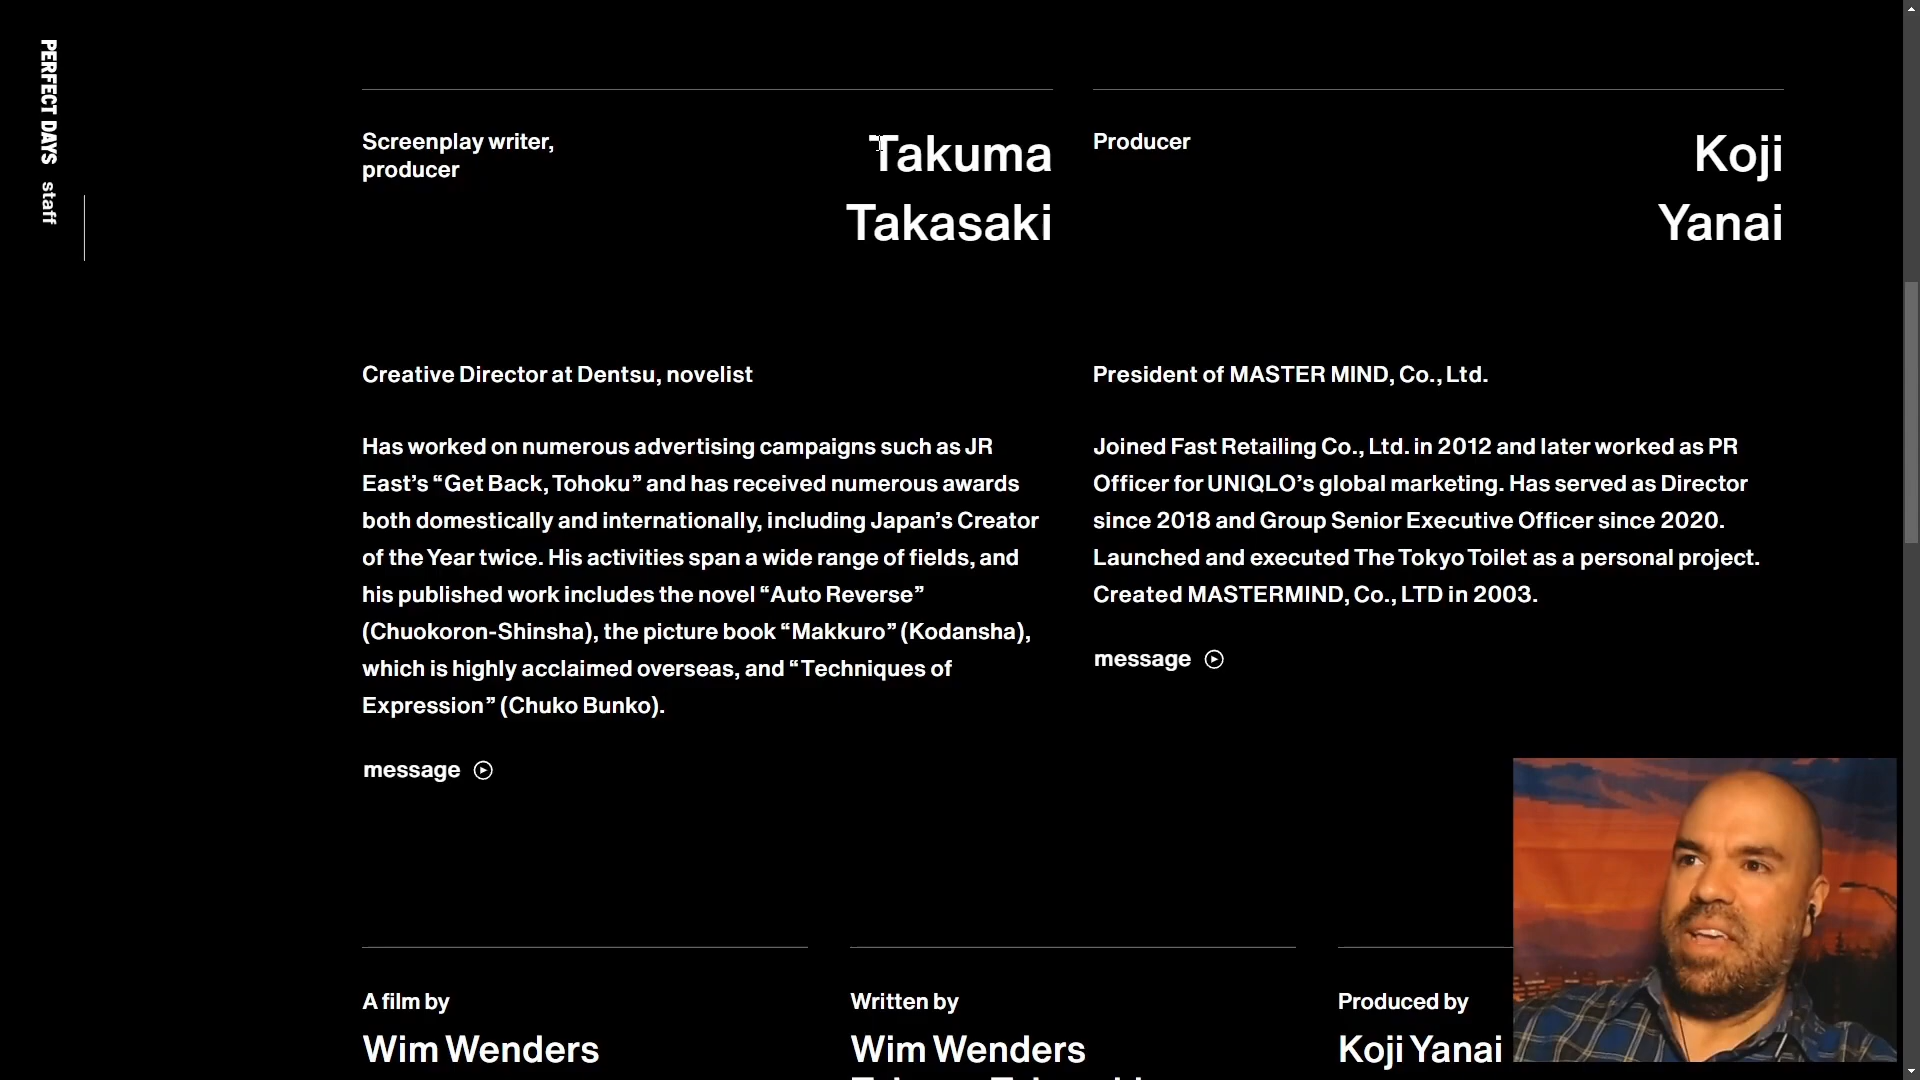 PERFECT DAYS staff
Screenplay writer,
producer
Takuma
Takasaki
Creative Director at Dentsu, novelist
Has worked on numerous advertising campaigns such as JR
East’s “Get Back, Tohoku” and has received numerous awards
both domestically and internationally, including Japan’s Creator
of the Year twice. His activities span a wide range of fields, and
his published work includes the novel “Auto Reverse”
(Chuokoron-Shinsha), the picture book “Makkuro” (Kodansha),
which is highly acclaimed overseas, and “Techniques of
Expression” (Chuko Bunko).
message
Producer
Koji
Yanai
President of MASTER MIND, Co., Ltd.
Joined Fast Retailing Co., Ltd. in 2012 and later worked as PR
Officer for UNIQLO’s global marketing. Has served as Director
since 2018 and Group Senior Executive Officer since 2020.
Launched and executed The Tokyo Toilet as a personal project.
Created MASTERMIND, Co., LTD in 2003.
message
A film by
Wim Wenders
Written by
Wim Wenders
Produced by
Koji Yanai